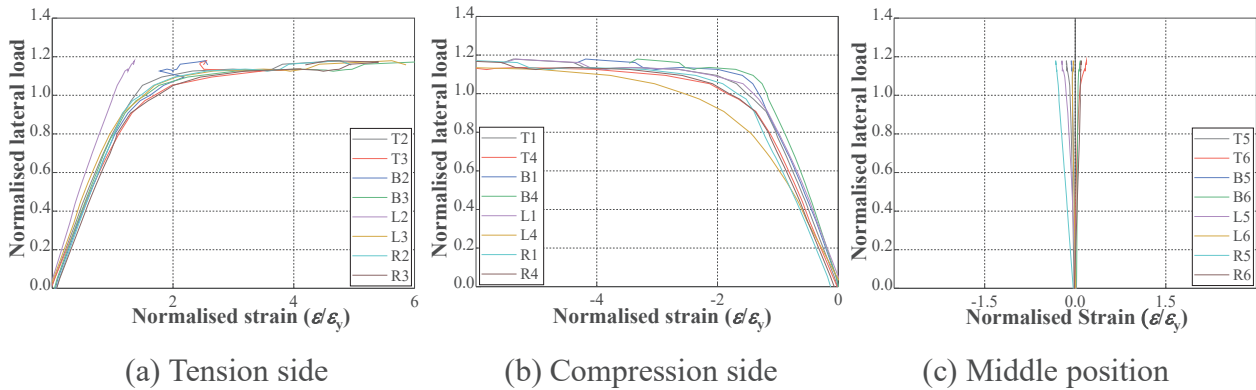 1.4
1.2
1.0
0.8
0.6
0.4
0.2
0.0
Normalised lateral load
T2
T3
B2
B3
L2
L3
R2
R3
2
4
6
Normalised strain (ε/εy)
(a) Tension side
1.4
1.2
1.0
0.8
0.6
0.4
0.2
0.0
Normalised lateral load
T1
T4
B1
B4
L1
L4
R1
R4
-4
-2
0
Normalised strain (ε/εy)
(b) Compression side
1.4
1.2
1.0
0.8
0.6
0.4
0.2
0.0
Normalised lateral load
T5
T6
B5
B6
L5
L6
R5
R6
-1.5
0.0
1.5
Normalised Strain (ε/εy)
(c) Middle position